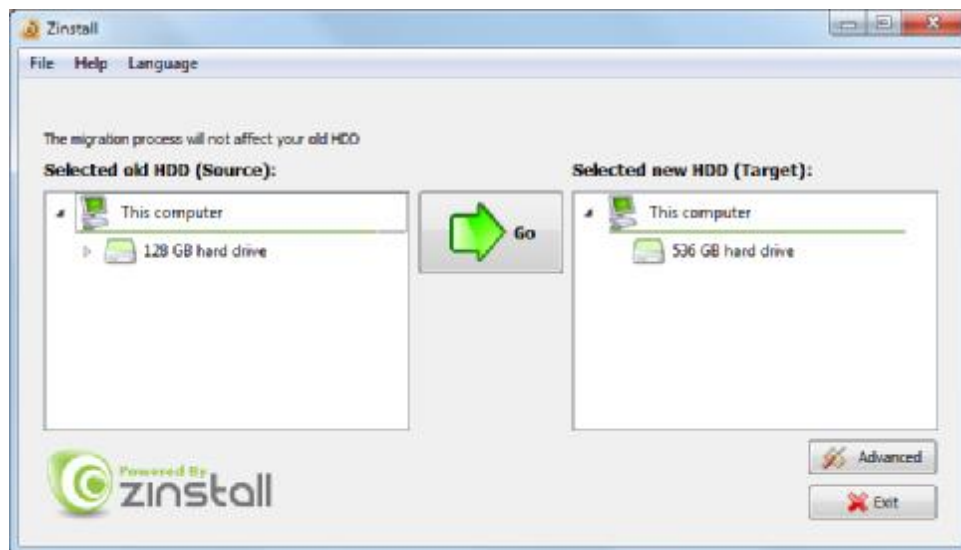 Zinstall
File Help Language
The migration process will not affect your old HDD
Selected old HDD (Source):
Selected new HDD (Target):
This computer
128 GB hard drive
Go
This computer
536 GB hard drive
Advanced
Exit
Powered By
zinstall